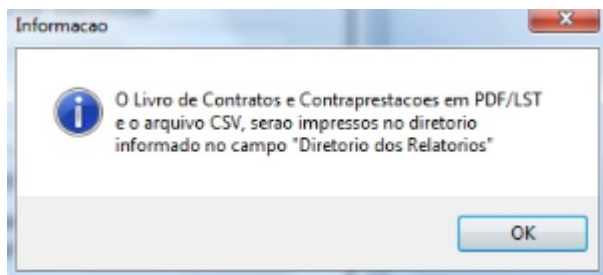 Informacao
O Livro de Contratos e Contraprestacoes em PDF/LST
e o arquivo CSV, serao impressos no diretorio
informado no campo "Diretorio dos Relatorios"
OK